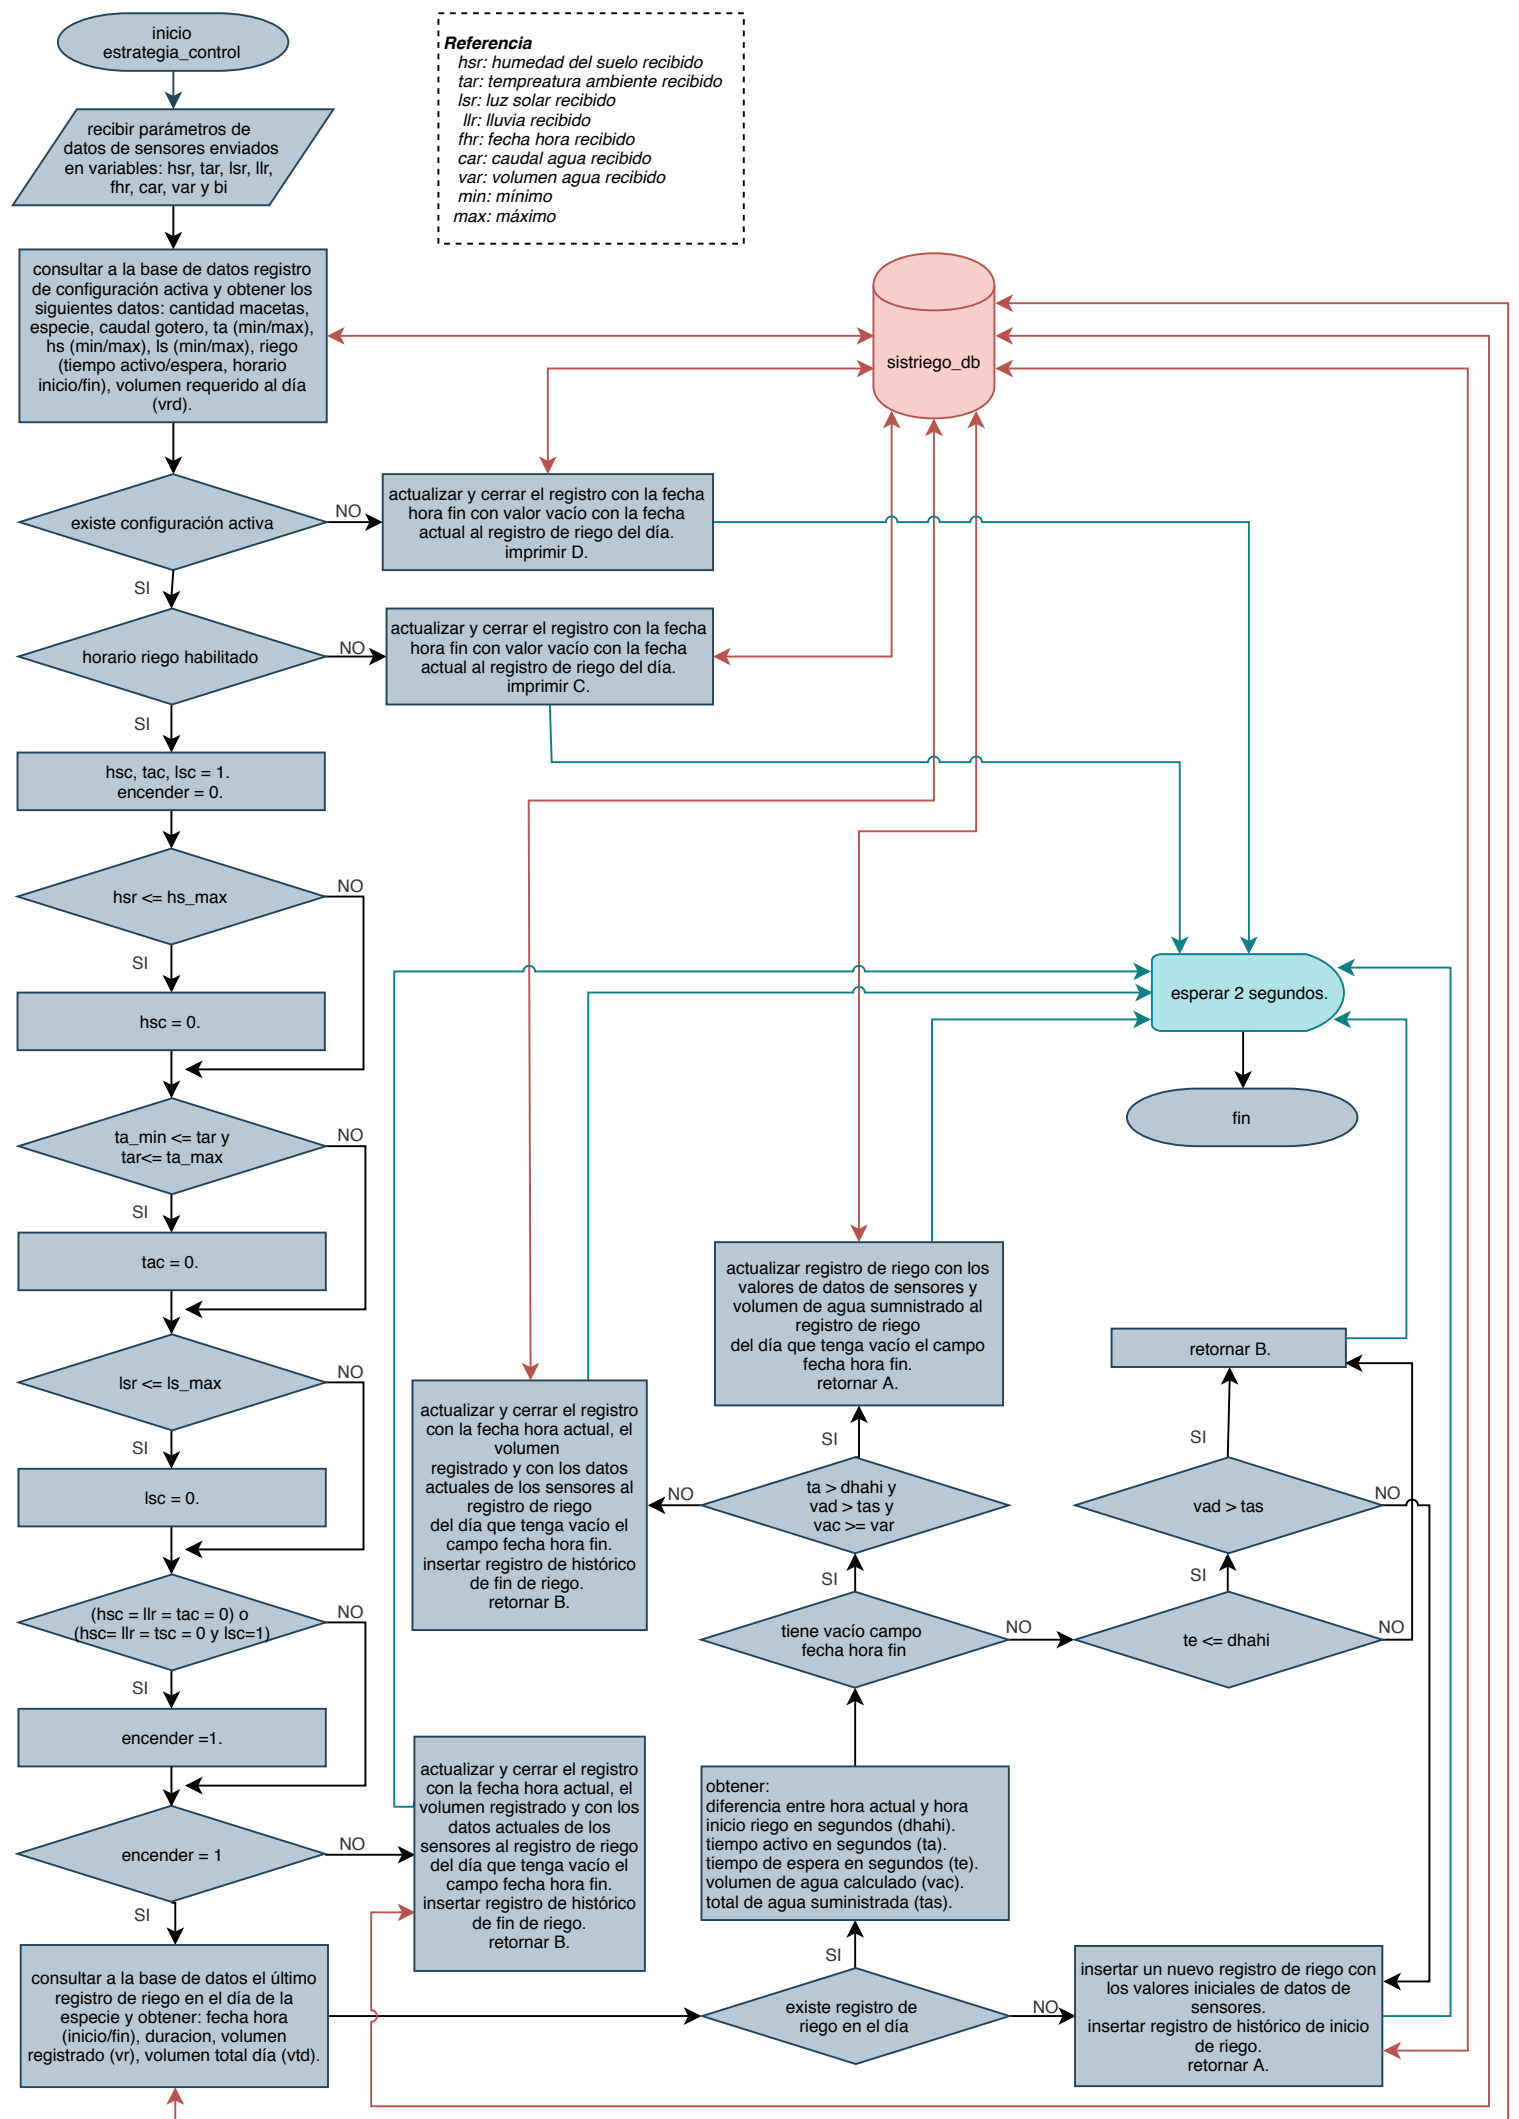 inicio
estrategia_control
Referencia
hsr: humedad del suelo recibido
tar: tempreatura ambiente recibido
lsr: luz solar recibido
llr: lluvia recibido
fhr: fecha hora recibido
car: caudal agua recibido
var: volumen agua recibido
min: mínimo
max: máximo
recibir parámetros de
datos de sensores enviados
en variables: hsr, tar, lsr, llr,
fhr, car, var y bi
consultar a la base de datos registro
de configuración activa y obtener los
siguientes datos: cantidad macetas,
especie, caudal gotero, ta (min/max),
hs (min/max), ls (min/max), riego
(tiempo activo/espera, horario
inicio/fin), volumen requerido al día
(vrd).
sistriego_db
existe configuración activa
NO
actualizar y cerrar el registro con la fecha
hora fin con valor vacío con la fecha
actual al registro de riego del día.
imprimir D.
SI
horario riego habilitado
NO
actualizar y cerrar el registro con la fecha
hora fin con valor vacío con la fecha
actual al registro de riego del día.
imprimir C.
SI
hsc, tac, lsc = 1.
encender = 0.
hsr <= hs_max
NO
SI
hsc = 0.
esperar 2 segundos.
fin
ta_min <= tar y
tar<= ta_max
NO
SI
tac = 0.
lsr <= ls_max
NO
SI
lsc = 0.
actualizar registro de riego con los
valores de datos de sensores y
volumen de agua sumnistrado al
registro de riego
del día que tenga vacío el campo
fecha hora fin.
retornar A.
retornar B.
actualizar y cerrar el registro
con la fecha hora actual, el
volumen
registrado y con los datos
actuales de los sensores al
registro de riego
del día que tenga vacío el
campo fecha hora fin.
insertar registro de histórico
de fin de riego.
retornar B.
SI
NO
ta > dhahi y
vad > tas y
vac >= var
SI
vad > tas
NO
SI
SI
(hsc = llr = tac = 0) o
(hsc= llr = tsc = 0 y lsc=1)
NO
SI
tiene vacío campo
fecha hora fin
NO
te <= dhahi
NO
encender =1.
encender = 1
NO
SI
actualizar y cerrar el registro
con la fecha hora actual, el
volumen registrado y con los
datos actuales de los
sensores al registro de riego
del día que tenga vacío el
campo fecha hora fin.
insertar registro de histórico
de fin de riego.
retornar B.
obtener:
diferencia entre hora actual y hora
inicio riego en segundos (dhahi).
tiempo activo en segundos (ta).
tiempo de espera en segundos (te).
volumen de agua calculado (vac).
total de agua suministrada (tas).
SI
consultar a la base de datos el último
registro de riego en el día de la
especie y obtener: fecha hora
(inicio/fin), duracion, volumen
registrado (vr), volumen total día (vtd).
existe registro de
riego en el día
NO
insertar un nuevo registro de riego con
los valores iniciales de datos de
sensores.
insertar registro de histórico de inicio
de riego.
retornar A.